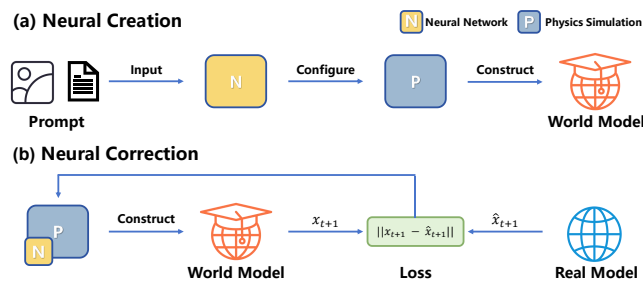 (a) Neural Creation
N Neural Network P Physics Simulation
Input Configure Construct
N P
Prompt World Model
(b) Neural Correction
P Construct x_{t+1} ||x_{t+1} − x̂_{t+1}|| x̂_{t+1}
N
World Model Loss Real Model